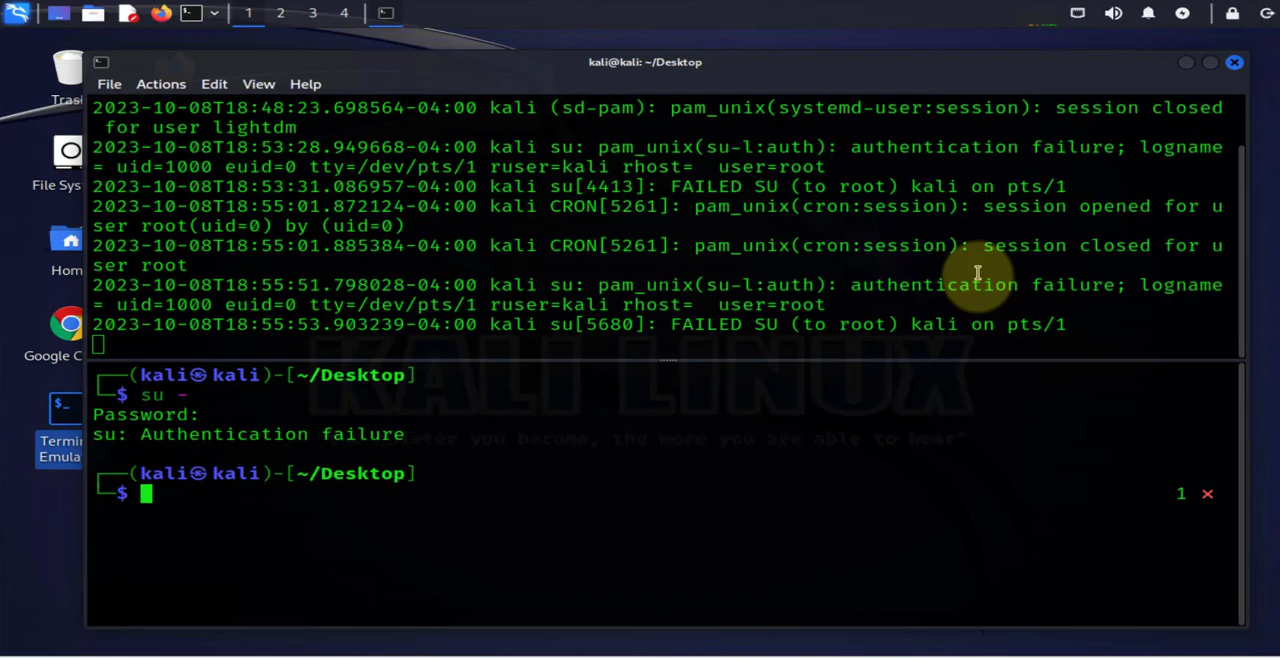 1 2 3 4
kali@kali: ~/Desktop
File Actions Edit View Help
Tras
File Sys
Hom
Google C
Termin
Emula
2023-10-08T18:48:23.698564-04:00 kali (sd-pam): pam_unix(systemd-user:session): session closed
for user lightdm
2023-10-08T18:53:28.949668-04:00 kali su: pam_unix(su-l:auth): authentication failure; logname
= uid=1000 euid=0 tty=/dev/pts/1 ruser=kali rhost=  user=root
2023-10-08T18:53:31.086957-04:00 kali su[4413]: FAILED SU (to root) kali on pts/1
2023-10-08T18:55:01.872124-04:00 kali CRON[5261]: pam_unix(cron:session): session opened for u
ser root(uid=0) by (uid=0)
2023-10-08T18:55:01.885384-04:00 kali CRON[5261]: pam_unix(cron:session): session closed for u
ser root
2023-10-08T18:55:51.798028-04:00 kali su: pam_unix(su-l:auth): authentication failure; logname
= uid=1000 euid=0 tty=/dev/pts/1 ruser=kali rhost=  user=root
2023-10-08T18:55:53.903239-04:00 kali su[5680]: FAILED SU (to root) kali on pts/1
KALI LINUX
you become, the more you are able to hear"
┌──(kali㉿kali)-[~/Desktop]
└─$ su -
Password:
su: Authentication failure
┌──(kali㉿kali)-[~/Desktop]
└─$
1 ⨯